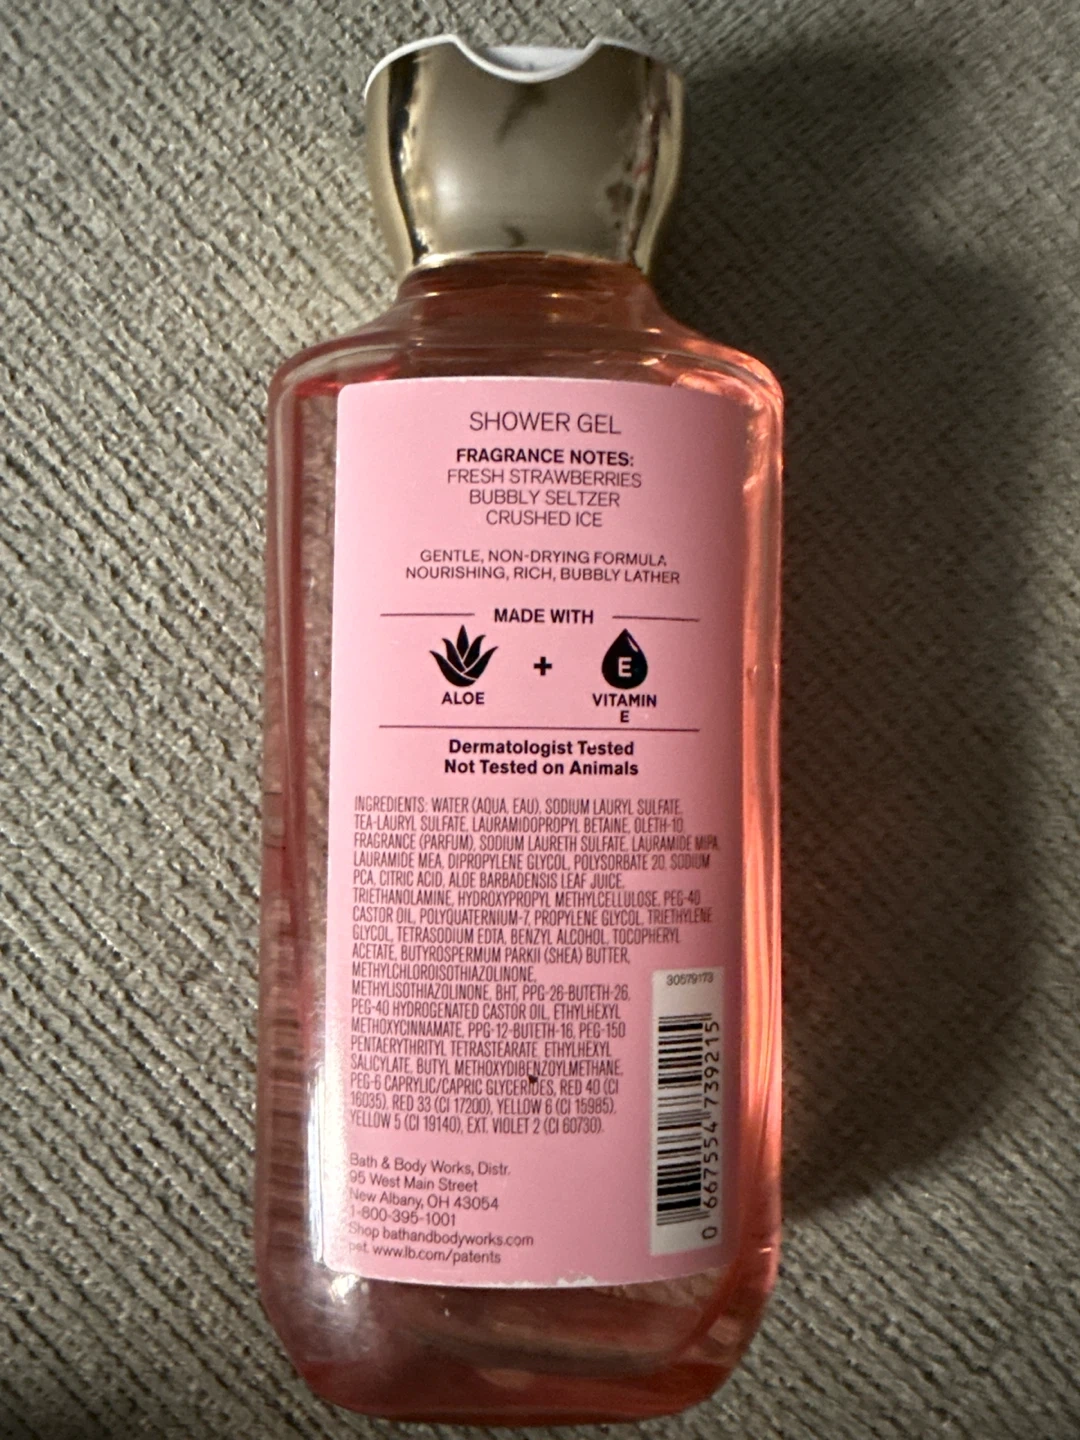 SHOWER GEL
FRAGRANCE NOTES:
FRESH STRAWBERRIES
BUBBLY SELTZER
CRUSHED ICE
GENTLE, NON-DRYING FORMULA
NOURISHING, RICH, BUBBLY LATHER
MADE WITH
ALOE
+
E
VITAMIN
E
Dermatologist Tested
Not Tested on Animals
INGREDIENTS: WATER (AQUA, EAU), SODIUM LAURYL SULFATE,
TEA-LAURYL SULFATE, LAURAMIDOPROPYL BETAINE, OLETH-10,
FRAGRANCE (PARFUM), SODIUM LAURETH SULFATE, LAURAMIDE MIPA,
LAURAMIDE MEA, DIPROPYLENE GLYCOL, POLYSORBATE 20, SODIUM
PCA, CITRIC ACID, ALOE BARBADENSIS LEAF JUICE,
TRIETHANOLAMINE, HYDROXYPROPYL METHYLCELLULOSE, PEG-40
CASTOR OIL, POLYQUATERNIUM-7, PROPYLENE GLYCOL, TRIETHYLENE
GLYCOL, TETRASODIUM EDTA, BENZYL ALCOHOL, TOCOPHERYL
ACETATE, BUTYROSPERMUM PARKII (SHEA) BUTTER,
METHYLCHLOROISOTHIAZOLINONE,
METHYLISOTHIAZOLINONE, BHT, PPG-26-BUTETH-26,
PEG-40 HYDROGENATED CASTOR OIL, ETHYLHEXYL
METHOXYCINNAMATE, PPG-12-BUTETH-16, PEG-150
PENTAERYTHRITYL TETRASTEARATE, ETHYLHEXYL
SALICYLATE, BUTYL METHOXYDIBENZOYLMETHANE,
PEG-6 CAPRYLIC/CAPRIC GLYCERIDES, RED 40 (CI
16035), RED 33 (CI 17200), YELLOW 6 (CI 15985),
YELLOW 5 (CI 19140), EXT. VIOLET 2 (CI 60730).
Bath & Body Works, Distr.
95 West Main Street
New Albany, OH 43054
1-800-395-1001
Shop bathandbodyworks.com
pat. www.lb.com/patents
30579173
0 667554 739215